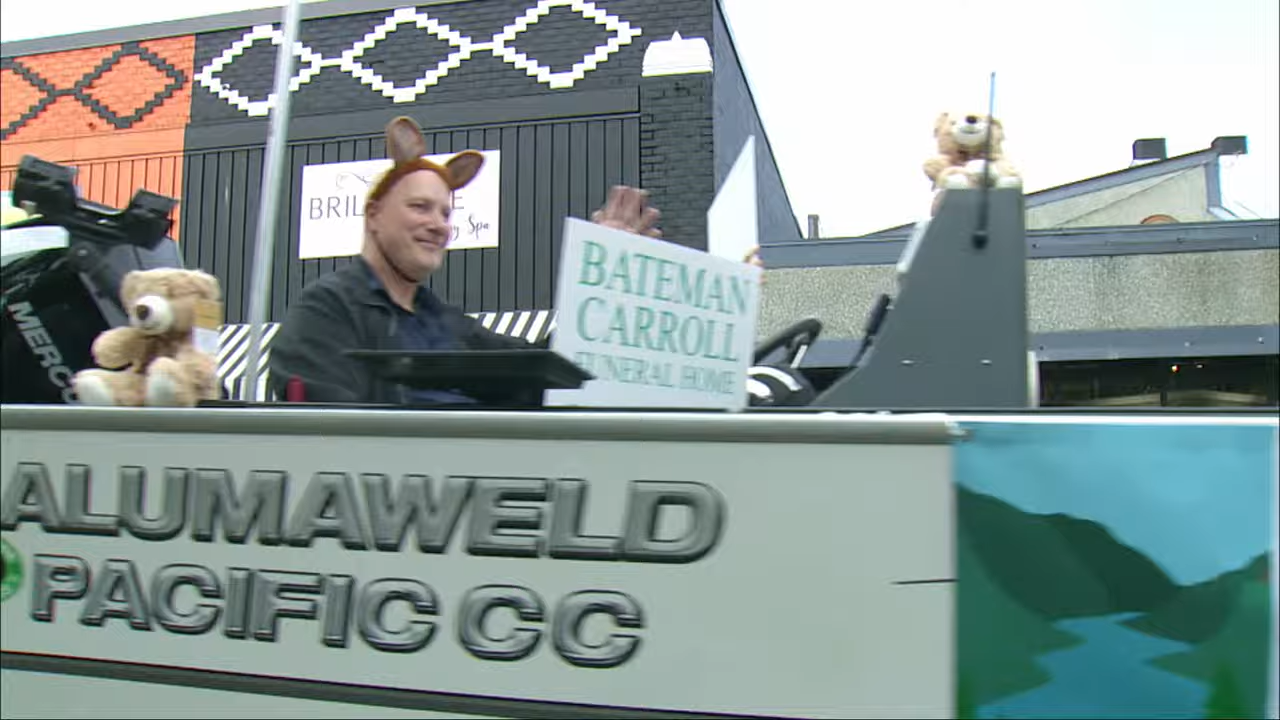 BRIL
Spa
BATEMAN
CARROLL
FUNERAL HOME
MERC
ALUMAWELD
PACIFIC CC